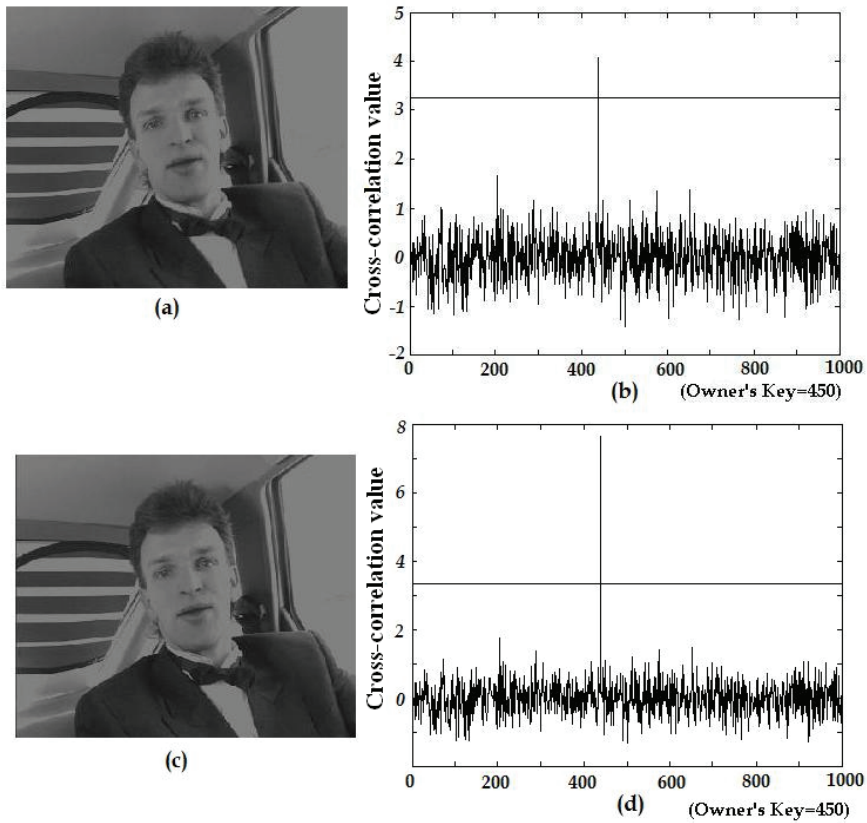 5
4
3
2
1
0
-1
-2
Cross-correlation value
0 200 400 600 800 1000
(a)
(b) (Owner's Key=450)
8
6
4
2
0
Cross-correlation value
0 200 400 600 800 1000
(c)
(d) (Owner's Key=450)